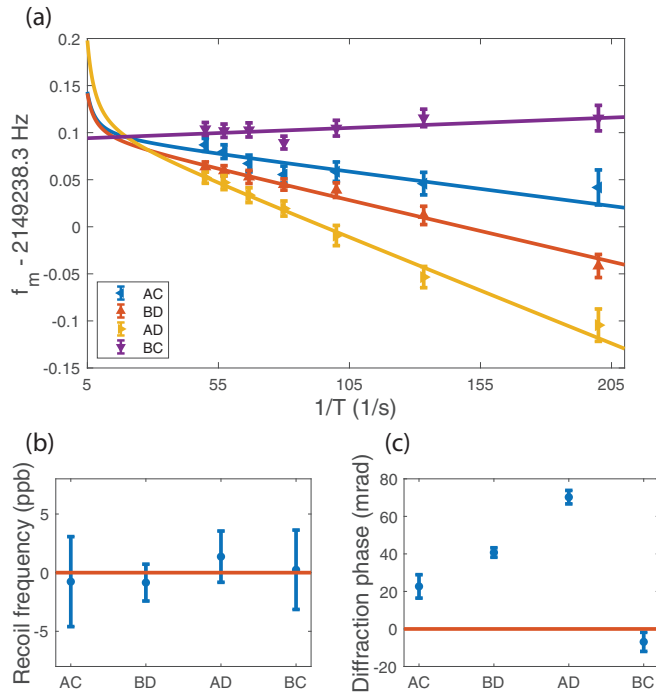 (a)
0.2
0.15
0.1
0.05
0
-0.05
-0.1
-0.15
f_m - 2149238.3 Hz
AC
BD
AD
BC
5 55 105 155 205
1/T (1/s)
(b)
5
0
-5
Recoil frequency (ppb)
AC BD AD BC
(c)
80
60
40
20
0
-20
Diffraction phase (mrad)
AC BD AD BC